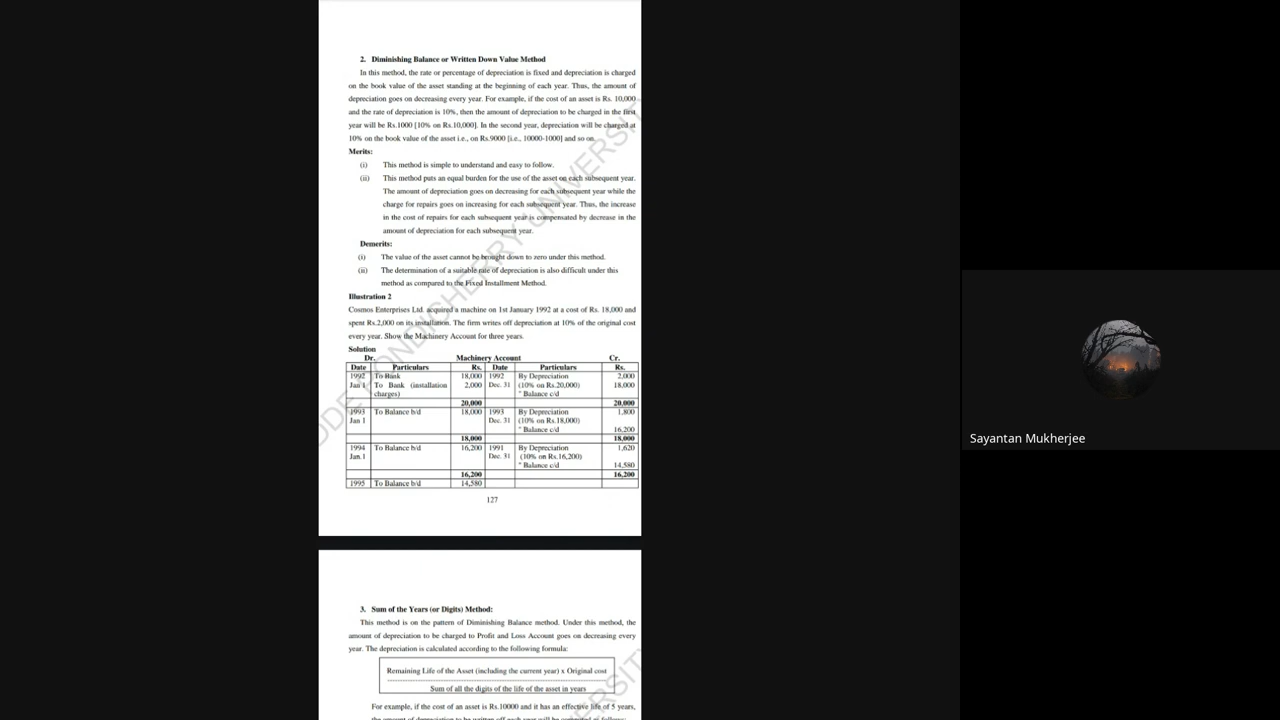 2. Diminishing Balance or Written Down Value Method
In this method, the rate or percentage of depreciation is fixed and depreciation is charged
on the book value of the asset standing at the beginning of each year. Thus, the amount of
depreciation goes on decreasing every year. For example, if the cost of an asset is Rs. 10,000
and the rate of depreciation is 10%, then the amount of depreciation to be charged in the first
year will be Rs.1000 [10% on Rs.10,000]. In the second year, depreciation will be charged at
10% on the book value of the asset i.e., on Rs.9000 [i.e., 10000-1000] and so on.
Merits:
(i) This method is simple to understand and easy to follow.
(ii) This method puts an equal burden for the use of the asset on each subsequent year.
The amount of depreciation goes on decreasing for each subsequent year while the
charge for repairs goes on increasing for each subsequent year. Thus, the increase
in the cost of repairs for each subsequent year is compensated by decrease in the
amount of depreciation for each subsequent year.
Demerits:
(i) The value of the asset cannot be brought down to zero under this method.
(ii) The determination of a suitable rate of depreciation is also difficult under this
method as compared to the Fixed Installment Method.
Illustration 2
Cosmos Enterprises Ltd. acquired a machine on 1st January 1992 at a cost of Rs. 18,000 and
spent Rs.2,000 on its installation. The firm writes off depreciation at 10% of the original cost
every year. Show the Machinery Account for three years.
Solution
Dr. Machinery Account Cr.
Date Particulars Rs. Date Particulars Rs.
1992 To Bank 18,000 1992 By Depreciation 2,000
Jan 1 To Bank (installation 2,000 Dec. 31 (10% on Rs.20,000) 18,000
charges) " Balance c/d
20,000 20,000
1993 To Balance b/d 18,000 1993 By Depreciation 1,800
Jan 1 Dec. 31 (10% on Rs.18,000)
" Balance c/d 16,200
18,000 18,000
1994 To Balance b/d 16,200 1991 By Depreciation 1,620
Jan. 1 Dec. 31 (10% on Rs.16,200)
" Balance c/d 14,580
16,200 16,200
1995 To Balance b/d 14,580
127
3. Sum of the Years (or Digits) Method:
This method is on the pattern of Diminishing Balance method. Under this method, the
amount of depreciation to be charged to Profit and Loss Account goes on decreasing every
year. The depreciation is calculated according to the following formula:
Remaining Life of the Asset (including the current year) x Original cost
Sum of all the digits of the life of the asset in years
For example, if the cost of an asset is Rs.10000 and it has an effective life of 5 years,
Sayantan Mukherjee